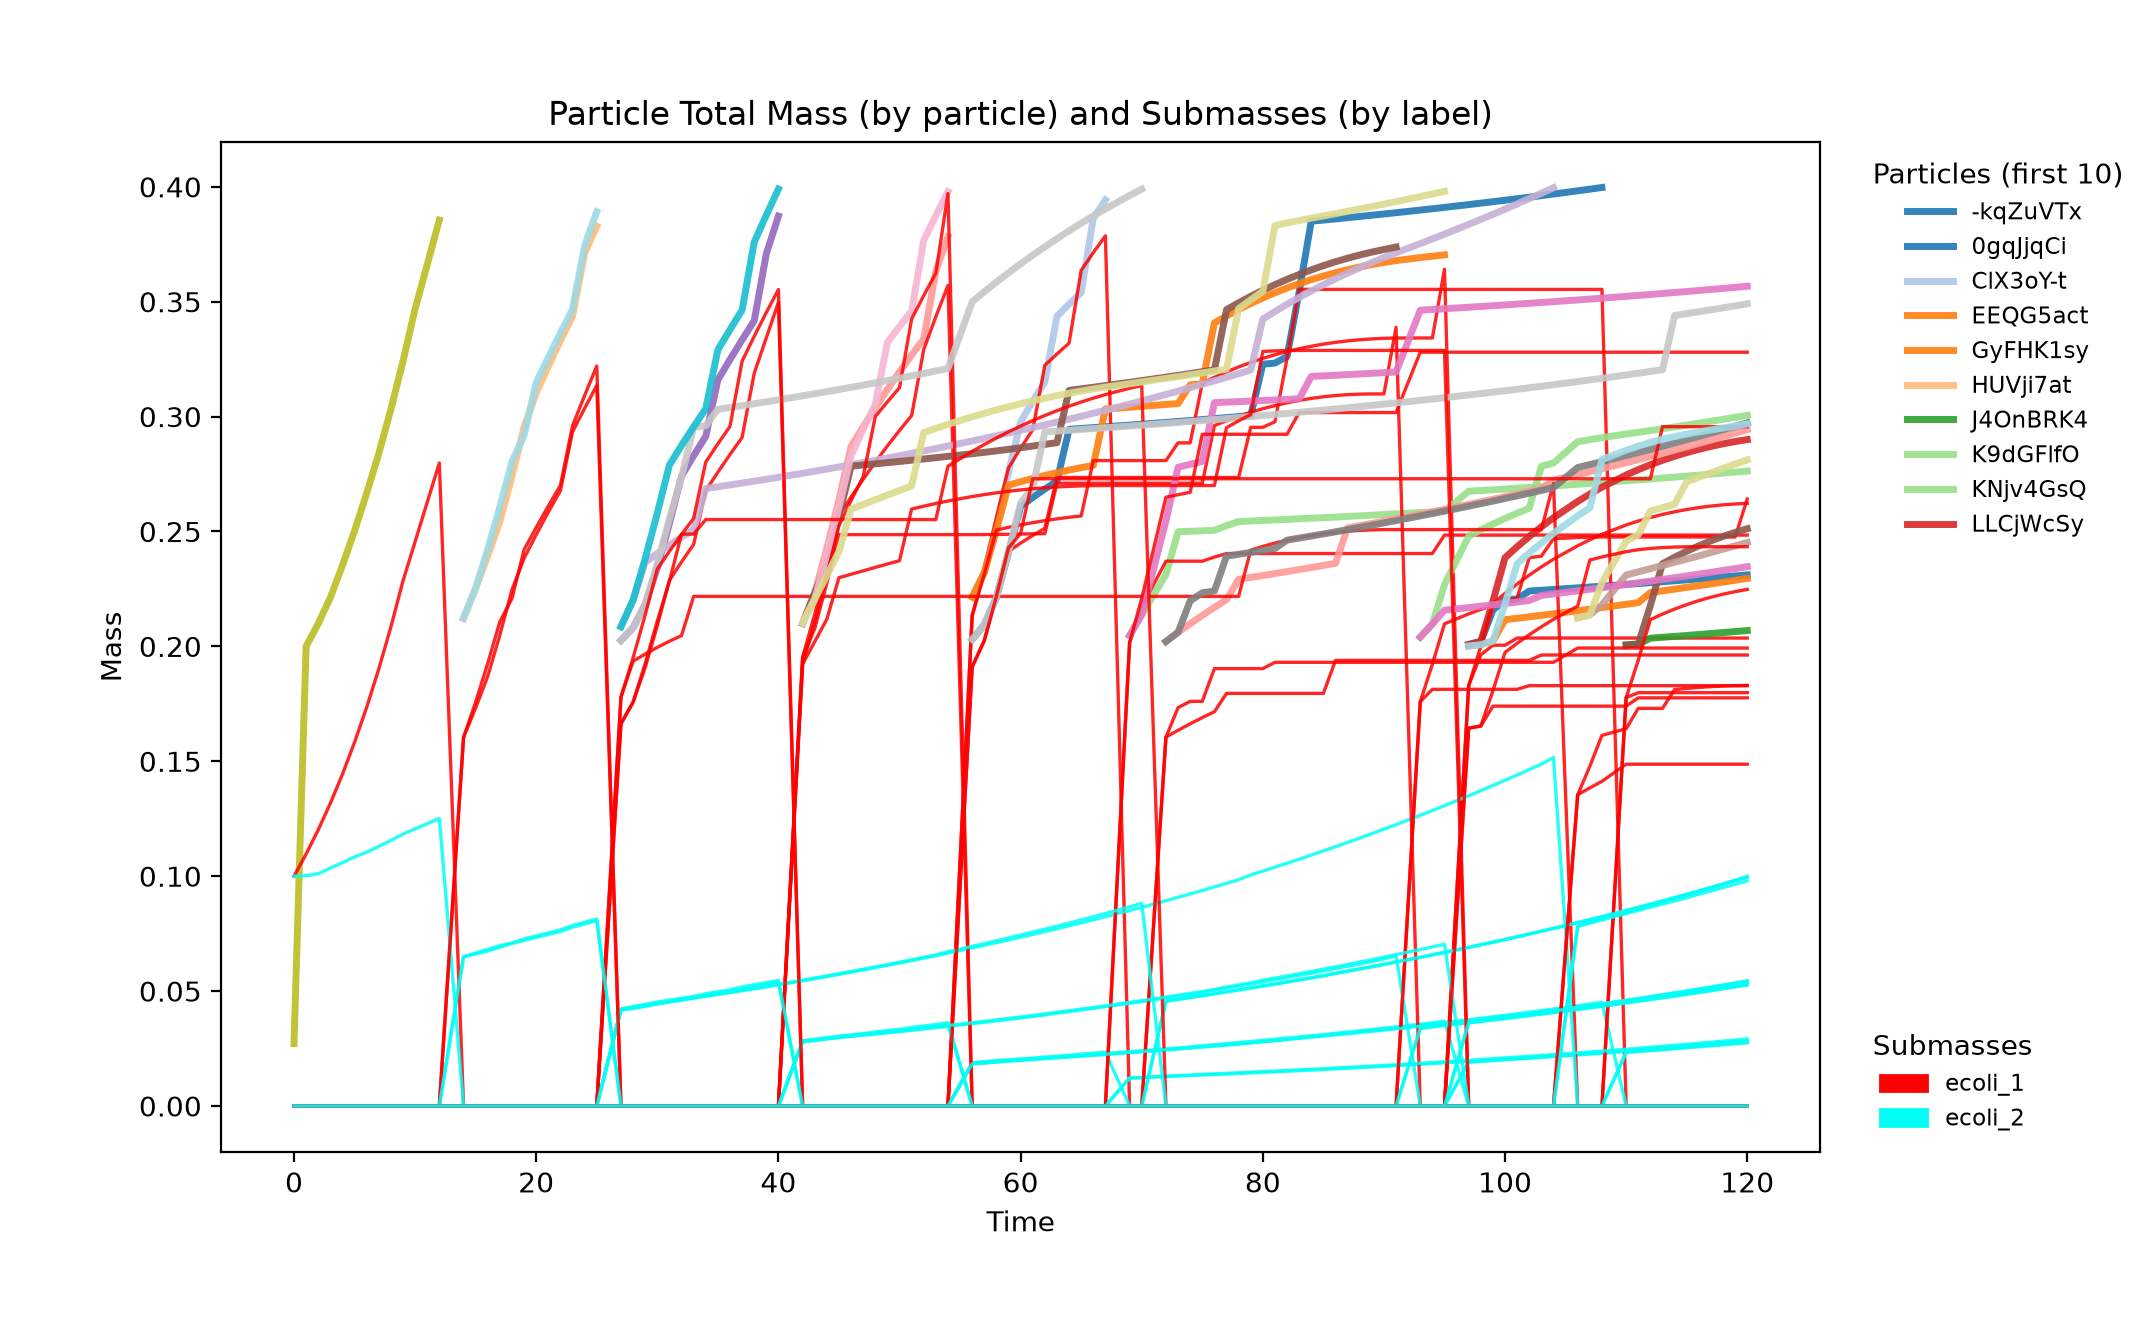 Particle Total Mass (by particle) and Submasses (by label)
0.40
0.35
0.30
0.25
0.20
0.15
0.10
0.05
0.00
Mass
0 20 40 60 80 100 120
Time
Particles (first 10)
-kqZuVTx
0gqJjqCi
CIX3oY-t
EEQG5act
GyFHK1sy
HUVji7at
J4OnBRK4
K9dGFlfO
KNjv4GsQ
LLCjWcSy
Submasses
ecoli_1
ecoli_2